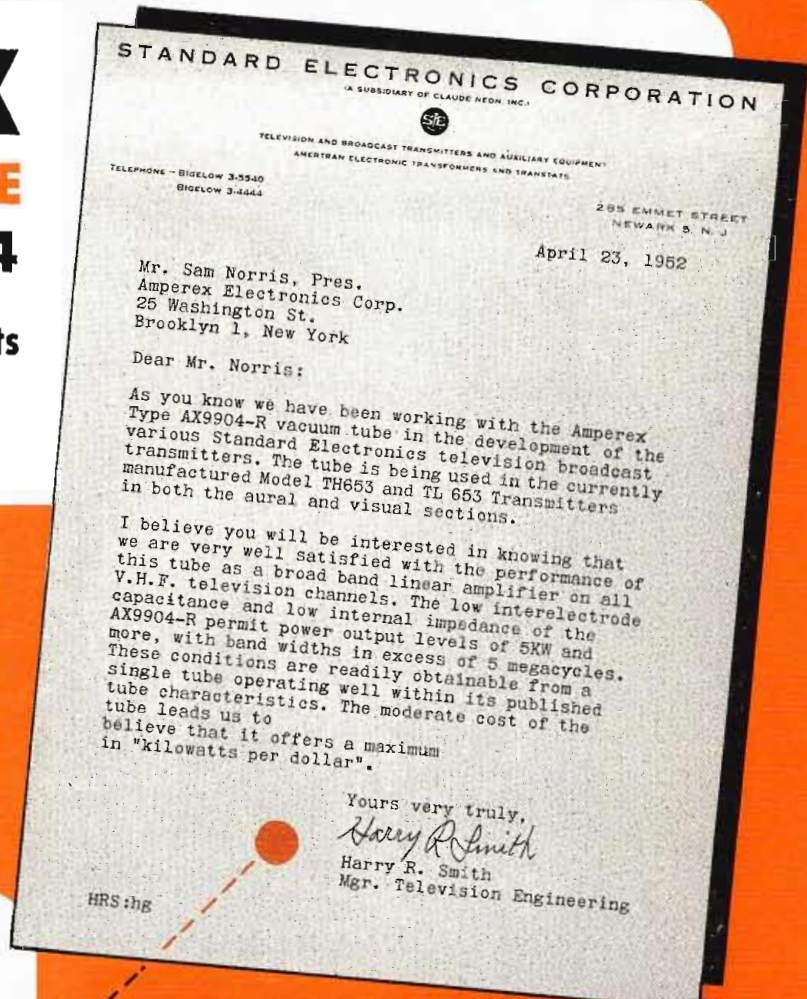 X
E
4
ts
STANDARD ELECTRONICS CORPORATION
(A SUBSIDIARY OF CLAUDE NEON, INC.)
SE
TELEVISION AND BROADCAST TRANSMITTERS AND AUXILIARY EQUIPMENT
AMERTRAN ELECTRONIC TRANSFORMERS AND TRANSTATS
TELEPHONE - BIGELOW 3-5540
BIGELOW 3-4444
285 EMMET STREET
NEWARK 5, N. J.
April 23, 1952
Mr. Sam Norris, Pres.
Amperex Electronics Corp.
25 Washington St.
Brooklyn 1, New York
Dear Mr. Norris:
As you know we have been working with the Amperex
Type AX9904-R vacuum tube in the development of the
various Standard Electronics television broadcast
transmitters. The tube is being used in the currently
manufactured Model TH653 and TL 653 Transmitters
in both the aural and visual sections.
I believe you will be interested in knowing that
we are very well satisfied with the performance of
this tube as a broad band linear amplifier on all
V.H.F. television channels. The low interelectrode
capacitance and low internal impedance of the
AX9904-R permit power output levels of 5KW and
more, with band widths in excess of 5 megacycles.
These conditions are readily obtainable from a
single tube operating well within its published
tube characteristics. The moderate cost of the
tube leads us to
believe that it offers a maximum
in "kilowatts per dollar".
Yours very truly,
Harry R Smith
Harry R. Smith
Mgr. Television Engineering
HRS:hg